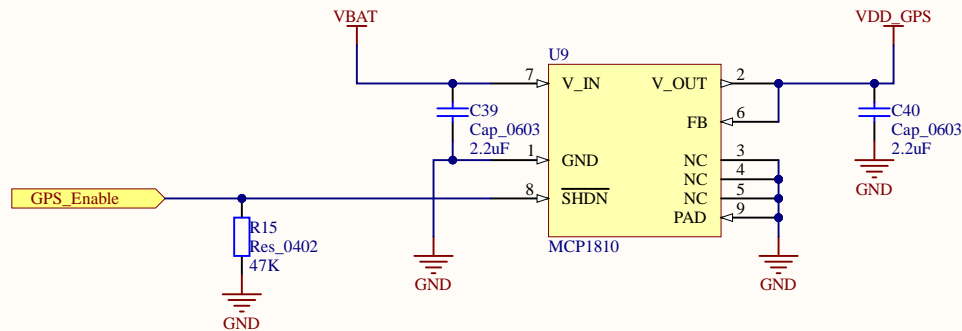 VBAT
VDD_GPS
U9
7
V_IN
V_OUT
2
C39
Cap_0603
2.2uF
FB
6
C40
Cap_0603
2.2uF
1
GND
NC
3
NC
4
GND
GPS_Enable
8
SHDN
NC
5
PAD
9
R15
Res_0402
47K
MCP1810
GND
GND
GND